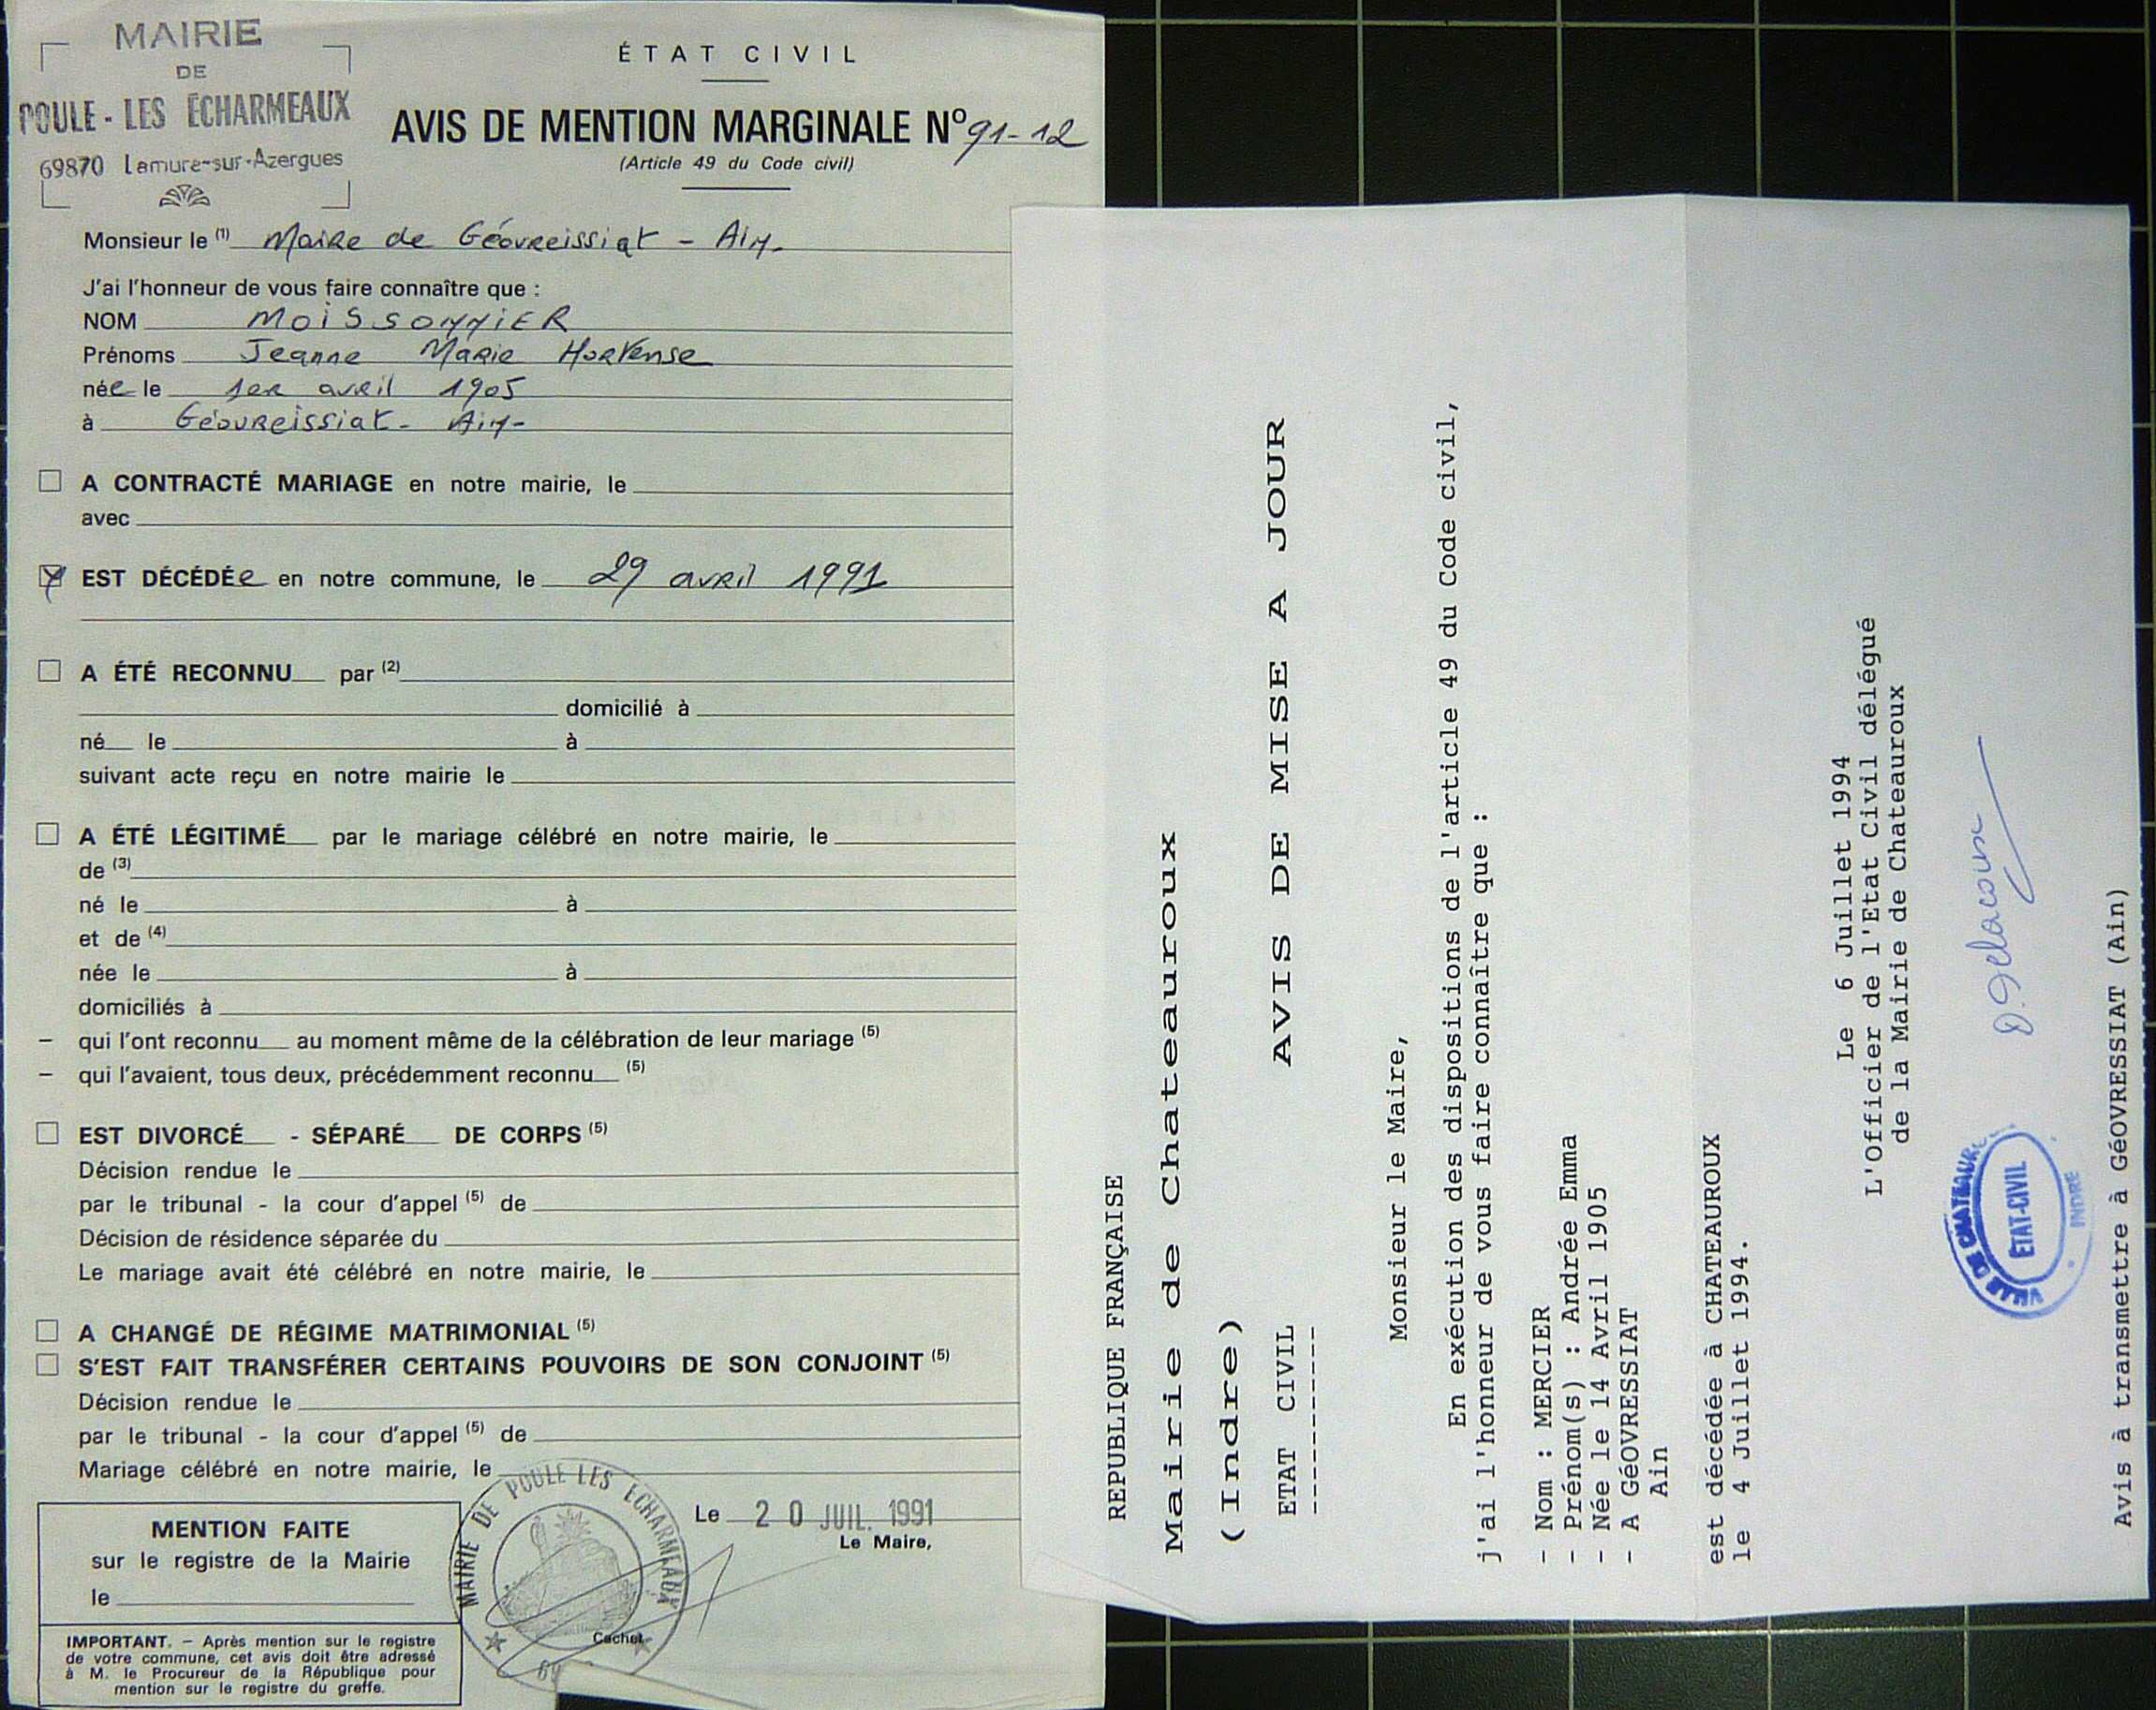 MAIRIE
DE
POULE - LES ÉCHARMEAUX
69870 Lamure-sur-Azergues
ÉTAT CIVIL
AVIS DE MENTION MARGINALE N° 91-12
(Article 49 du Code civil)
Monsieur le (1) Maire de Géovreissiat - Ain-
J'ai l'honneur de vous faire connaître que :
NOM MOISSONNIER
Prénoms Jeanne Marie Hortense
née le 1er avril 1905
à Géovreissiat - Ain-
A CONTRACTÉ MARIAGE en notre mairie, le
avec
EST DÉCÉDÉe en notre commune, le 29 avril 1991
A ÉTÉ RECONNU par (2)
domicilié à
né le à
suivant acte reçu en notre mairie le
A ÉTÉ LÉGITIMÉ par le mariage célébré en notre mairie, le
de (3)
né le à
et de (4)
née le à
domiciliés à
– qui l'ont reconnu au moment même de la célébration de leur mariage (5)
– qui l'avaient, tous deux, précédemment reconnu (5)
EST DIVORCÉ - SÉPARÉ DE CORPS (5)
Décision rendue le
par le tribunal - la cour d'appel (5) de
Décision de résidence séparée du
Le mariage avait été célébré en notre mairie, le
A CHANGÉ DE RÉGIME MATRIMONIAL (5)
S'EST FAIT TRANSFÉRER CERTAINS POUVOIRS DE SON CONJOINT (5)
Décision rendue le
par le tribunal - la cour d'appel (5) de
Mariage célébré en notre mairie, le
MENTION FAITE
sur le registre de la Mairie
le
IMPORTANT. – Après mention sur le registre
de votre commune, cet avis doit être adressé
à M. le Procureur de la République pour
mention sur le registre du greffe.
MAIRIE DE POULE LES ECHARMEAUX
Cachet
Le 20 JUIL. 1991
Le Maire,
REPUBLIQUE FRANÇAISE
Mairie de Chateauroux
(Indre)
ETAT CIVIL
-----------
AVIS DE MISE A JOUR
Monsieur le Maire,
En exécution des dispositions de l'article 49 du Code civil,
j'ai l'honneur de vous faire connaître que :
- Nom : MERCIER
- Prénom(s) : Andrée Emma
- Née le 14 Avril 1905
- A GéOVRESSIAT
Ain
est décédée à CHATEAUROUX
le 4 Juillet 1994.
Le 6 Juillet 1994
L'Officier de l'Etat Civil délégué
de la Mairie de Chateauroux
ÉTAT-CIVIL
INDRE
Avis à transmettre à GéOVRESSIAT (Ain)